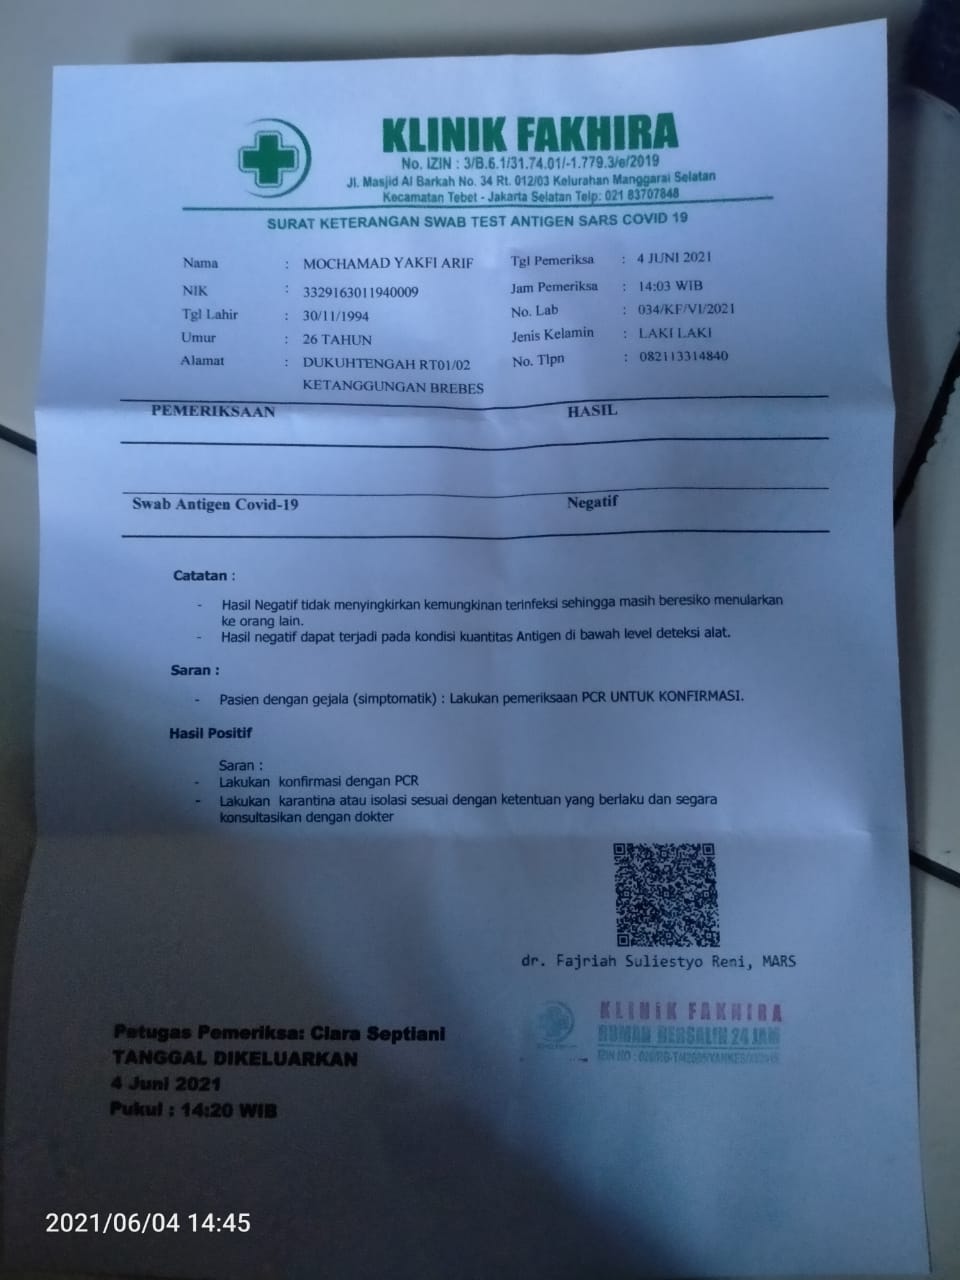 KLINIK FAKHIRA
No. IZIN : 3/B.6.1/31.74.01/-1.779.3/e/2019
Jl. Masjid Al Barkah No. 34 Rt. 012/03 Kelurahan Manggarai Selatan
Kecamatan Tebet - Jakarta Selatan Telp: 021 83707848
SURAT KETERANGAN SWAB TEST ANTIGEN SARS COVID 19
Nama : MOCHAMAD YAKFI ARIF Tgl Pemeriksa : 4 JUNI 2021
NIK : 3329163011940009 Jam Pemeriksa : 14:03 WIB
Tgl Lahir : 30/11/1994 No. Lab : 034/KF/VI/2021
Umur : 26 TAHUN Jenis Kelamin : LAKI LAKI
Alamat : DUKUHTENGAH RT01/02 No. Tlpn : 082113314840
KETANGGUNGAN BREBES
PEMERIKSAAN HASIL
Swab Antigen Covid-19 Negatif
Catatan :
- Hasil Negatif tidak menyingkirkan kemungkinan terinfeksi sehingga masih beresiko menularkan
ke orang lain.
- Hasil negatif dapat terjadi pada kondisi kuantitas Antigen di bawah level deteksi alat.
Saran :
- Pasien dengan gejala (simptomatik) : Lakukan pemeriksaan PCR UNTUK KONFIRMASI.
Hasil Positif
Saran :
- Lakukan konfirmasi dengan PCR
- Lakukan karantina atau isolasi sesuai dengan ketentuan yang berlaku dan segara
konsultasikan dengan dokter
dr. Fajriah Suliestyo Reni, MARS
KLINIK FAKHIRA
RUMAH BERSALIN 24 JAM
Petugas Pemeriksa: Clara Septiani
TANGGAL DIKELUARKAN
4 Juni 2021
Pukul : 14:20 WIB
2021/06/04 14:45